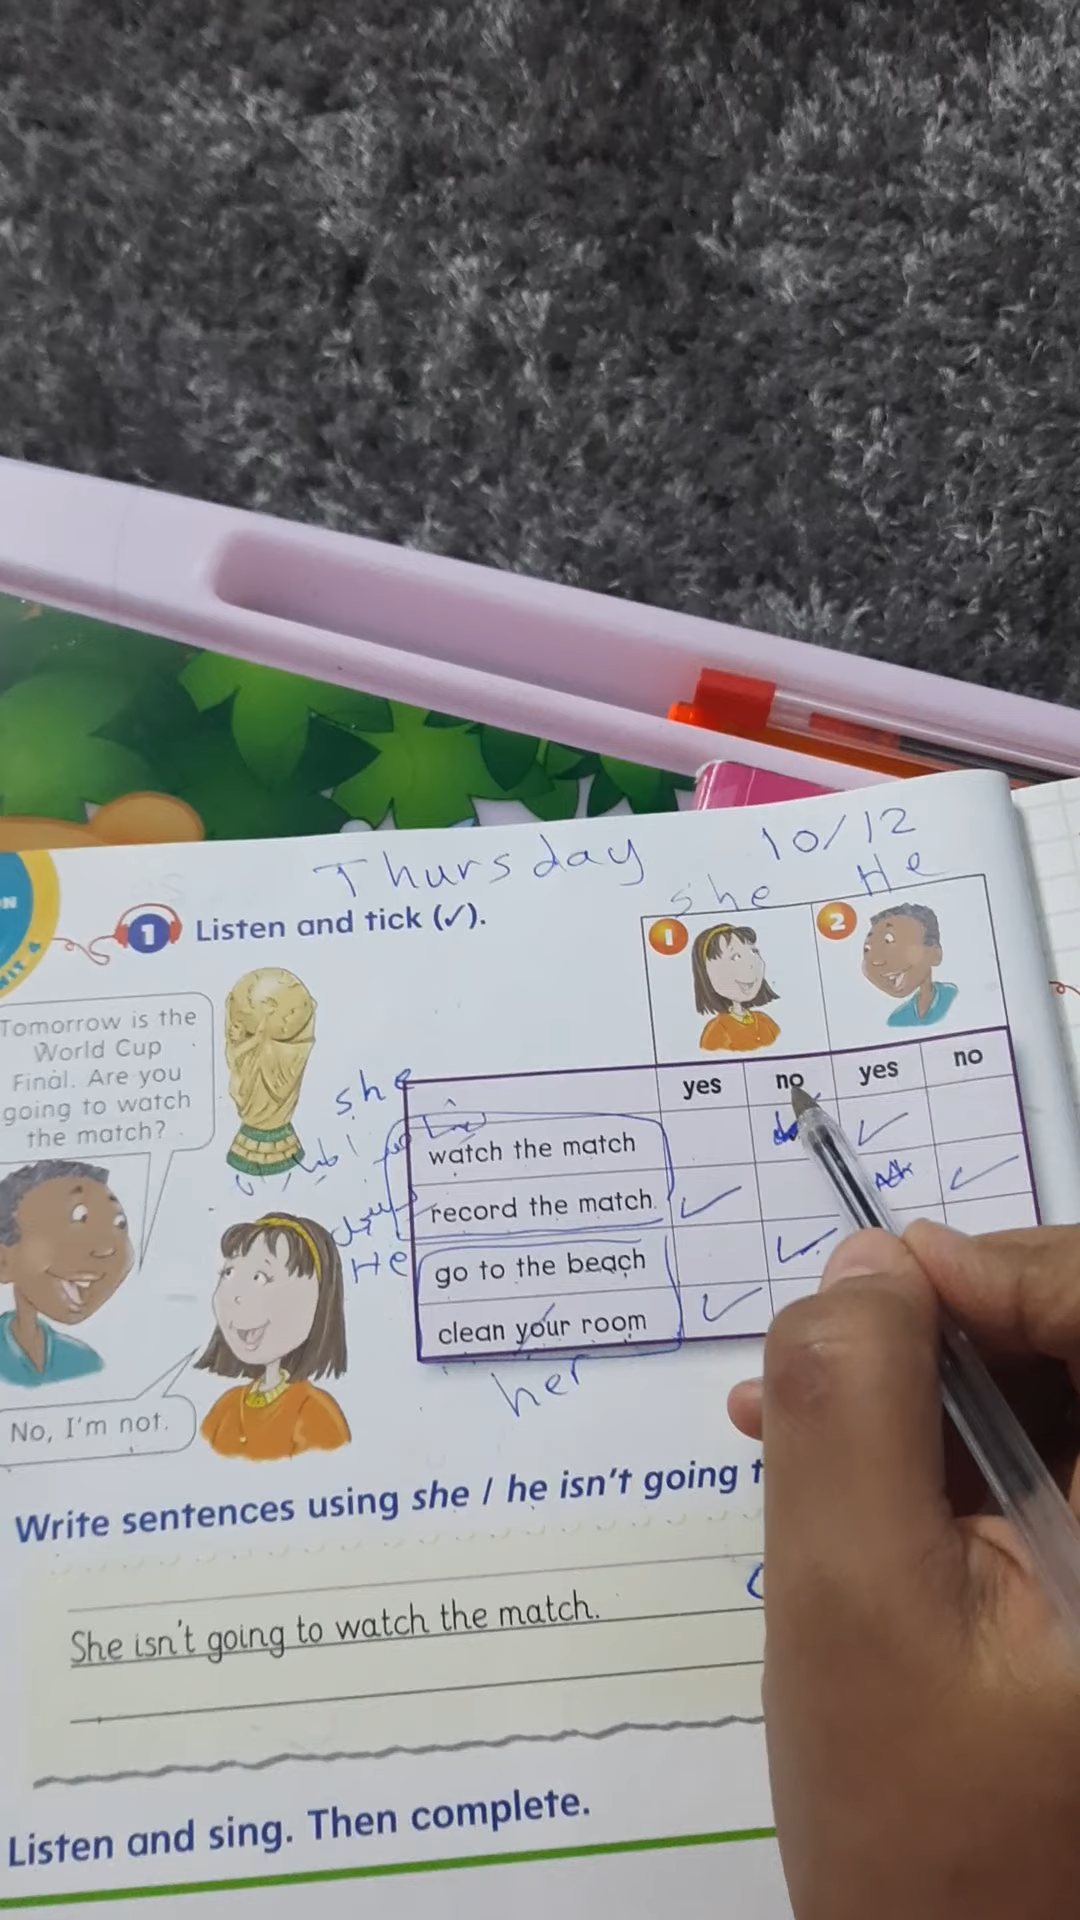 Thursday 10/12
she He
1 Listen and tick (✓).
1 2
Tomorrow is the
World Cup
Final. Are you
going to watch
the match?
she
yes no yes no
watch the match ✓
record the match. ✓ ✓
He
go to the beach ✓
clean your room ✓
her
No, I'm not.
Write sentences using she / he isn't going
She isn't going to watch the match.
Listen and sing. Then complete.